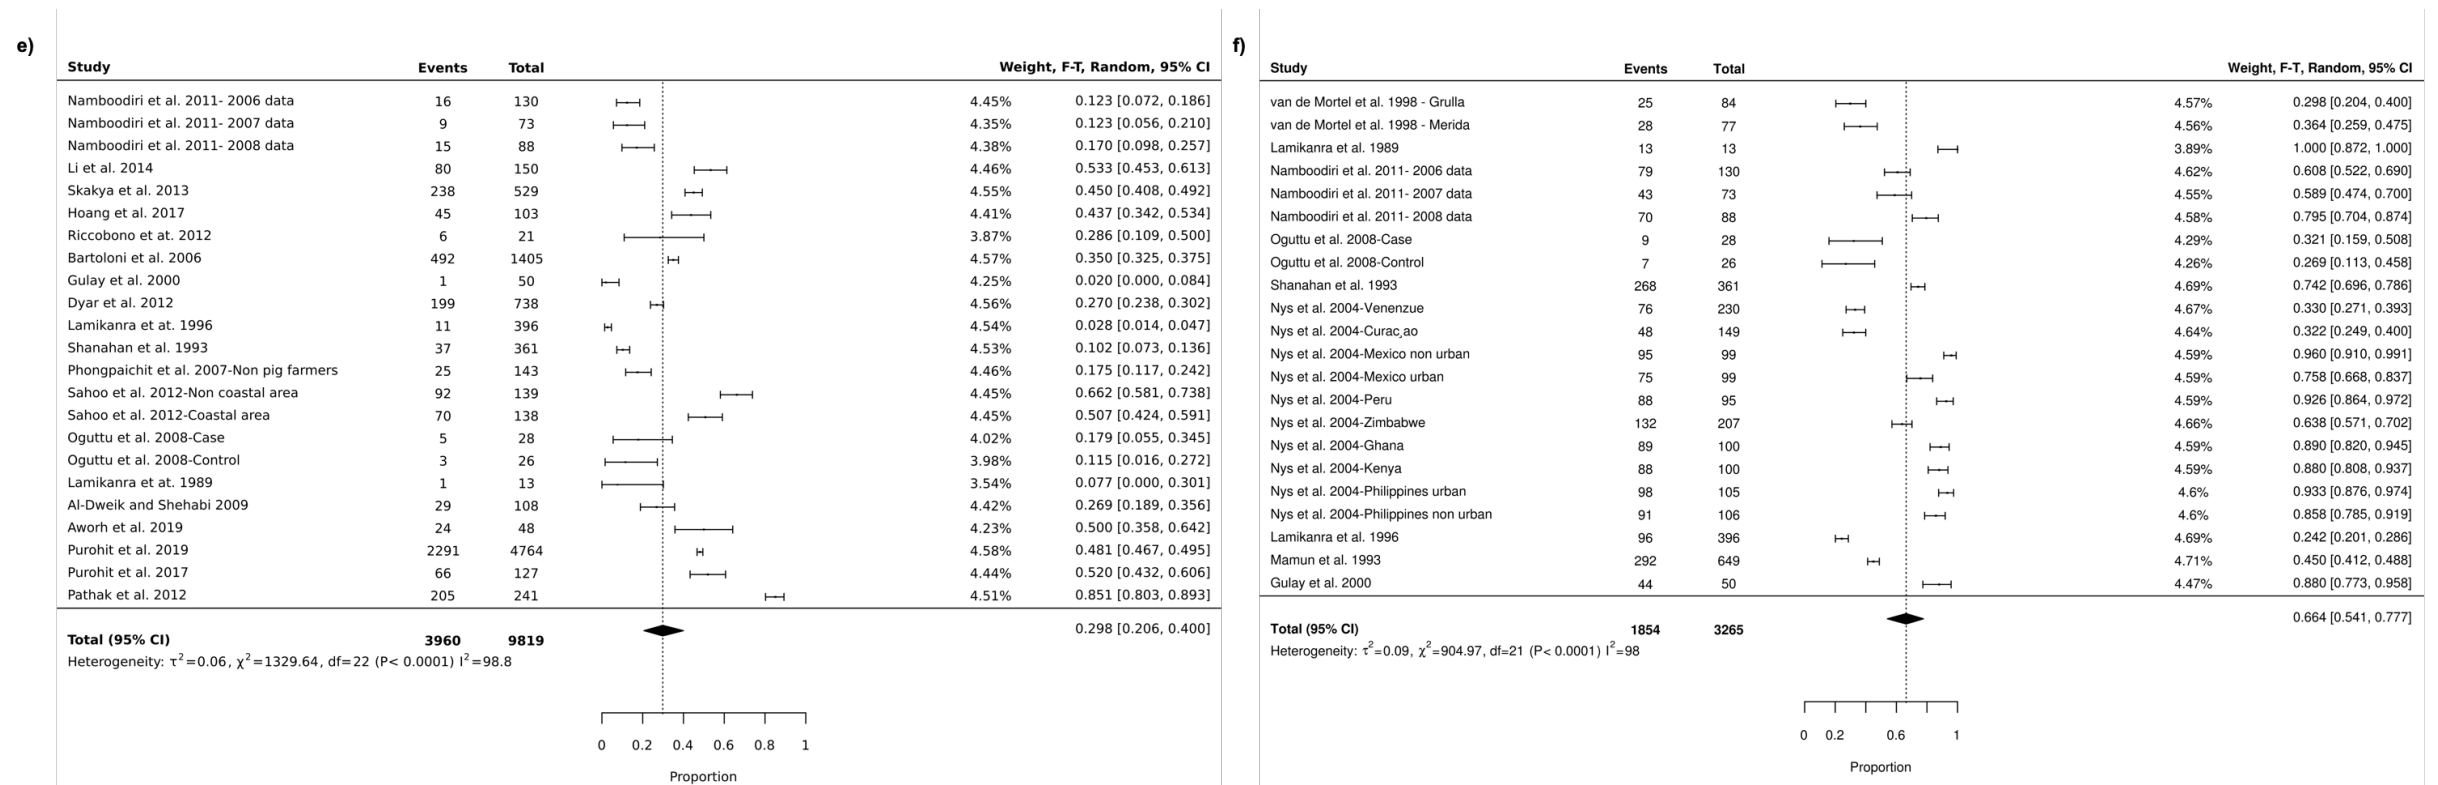 e)
Study Events Total Weight, F-T, Random, 95% CI
Namboodiri et al. 2011- 2006 data 16 130 4.45% 0.123 [0.072, 0.186]
Namboodiri et al. 2011- 2007 data 9 73 4.35% 0.123 [0.056, 0.210]
Namboodiri et al. 2011- 2008 data 15 88 4.38% 0.170 [0.098, 0.257]
Li et al. 2014 80 150 4.46% 0.533 [0.453, 0.613]
Skakya et al. 2013 238 529 4.55% 0.450 [0.408, 0.492]
Hoang et al. 2017 45 103 4.41% 0.437 [0.342, 0.534]
Riccobono et at. 2012 6 21 3.87% 0.286 [0.109, 0.500]
Bartoloni et al. 2006 492 1405 4.57% 0.350 [0.325, 0.375]
Gulay et al. 2000 1 50 4.25% 0.020 [0.000, 0.084]
Dyar et al. 2012 199 738 4.56% 0.270 [0.238, 0.302]
Lamikanra et at. 1996 11 396 4.54% 0.028 [0.014, 0.047]
Shanahan et al. 1993 37 361 4.53% 0.102 [0.073, 0.136]
Phongpaichit et al. 2007-Non pig farmers 25 143 4.46% 0.175 [0.117, 0.242]
Sahoo et al. 2012-Non coastal area 92 139 4.45% 0.662 [0.581, 0.738]
Sahoo et al. 2012-Coastal area 70 138 4.45% 0.507 [0.424, 0.591]
Oguttu et al. 2008-Case 5 28 4.02% 0.179 [0.055, 0.345]
Oguttu et al. 2008-Control 3 26 3.98% 0.115 [0.016, 0.272]
Lamikanra et at. 1989 1 13 3.54% 0.077 [0.000, 0.301]
Al-Dweik and Shehabi 2009 29 108 4.42% 0.269 [0.189, 0.356]
Aworh et al. 2019 24 48 4.23% 0.500 [0.358, 0.642]
Purohit et al. 2019 2291 4764 4.58% 0.481 [0.467, 0.495]
Purohit et al. 2017 66 127 4.44% 0.520 [0.432, 0.606]
Pathak et al. 2012 205 241 4.51% 0.851 [0.803, 0.893]
0.298 [0.206, 0.400]
Total (95% CI) 3960 9819
Heterogeneity: τ²=0.06, χ²=1329.64, df=22 (P< 0.0001) I²=98.8
0 0.2 0.4 0.6 0.8 1
Proportion
f)
Study Events Total Weight, F-T, Random, 95% CI
van de Mortel et al. 1998 - Grulla 25 84 4.57% 0.298 [0.204, 0.400]
van de Mortel et al. 1998 - Merida 28 77 4.56% 0.364 [0.259, 0.475]
Lamikanra et al. 1989 13 13 3.89% 1.000 [0.872, 1.000]
Namboodiri et al. 2011- 2006 data 79 130 4.62% 0.608 [0.522, 0.690]
Namboodiri et al. 2011- 2007 data 43 73 4.55% 0.589 [0.474, 0.700]
Namboodiri et al. 2011- 2008 data 70 88 4.58% 0.795 [0.704, 0.874]
Oguttu et al. 2008-Case 9 28 4.29% 0.321 [0.159, 0.508]
Oguttu et al. 2008-Control 7 26 4.26% 0.269 [0.113, 0.458]
Shanahan et al. 1993 268 361 4.69% 0.742 [0.696, 0.786]
Nys et al. 2004-Venenzue 76 230 4.67% 0.330 [0.271, 0.393]
Nys et al. 2004-Curac¸ao 48 149 4.64% 0.322 [0.249, 0.400]
Nys et al. 2004-Mexico non urban 95 99 4.59% 0.960 [0.910, 0.991]
Nys et al. 2004-Mexico urban 75 99 4.59% 0.758 [0.668, 0.837]
Nys et al. 2004-Peru 88 95 4.59% 0.926 [0.864, 0.972]
Nys et al. 2004-Zimbabwe 132 207 4.66% 0.638 [0.571, 0.702]
Nys et al. 2004-Ghana 89 100 4.59% 0.890 [0.820, 0.945]
Nys et al. 2004-Kenya 88 100 4.59% 0.880 [0.808, 0.937]
Nys et al. 2004-Philippines urban 98 105 4.6% 0.933 [0.876, 0.974]
Nys et al. 2004-Philippines non urban 91 106 4.6% 0.858 [0.785, 0.919]
Lamikanra et al. 1996 96 396 4.69% 0.242 [0.201, 0.286]
Mamun et al. 1993 292 649 4.71% 0.450 [0.412, 0.488]
Gulay et al. 2000 44 50 4.47% 0.880 [0.773, 0.958]
0.664 [0.541, 0.777]
Total (95% CI) 1854 3265
Heterogeneity: τ²=0.09, χ²=904.97, df=21 (P< 0.0001) I²=98
0 0.2 0.6 1
Proportion